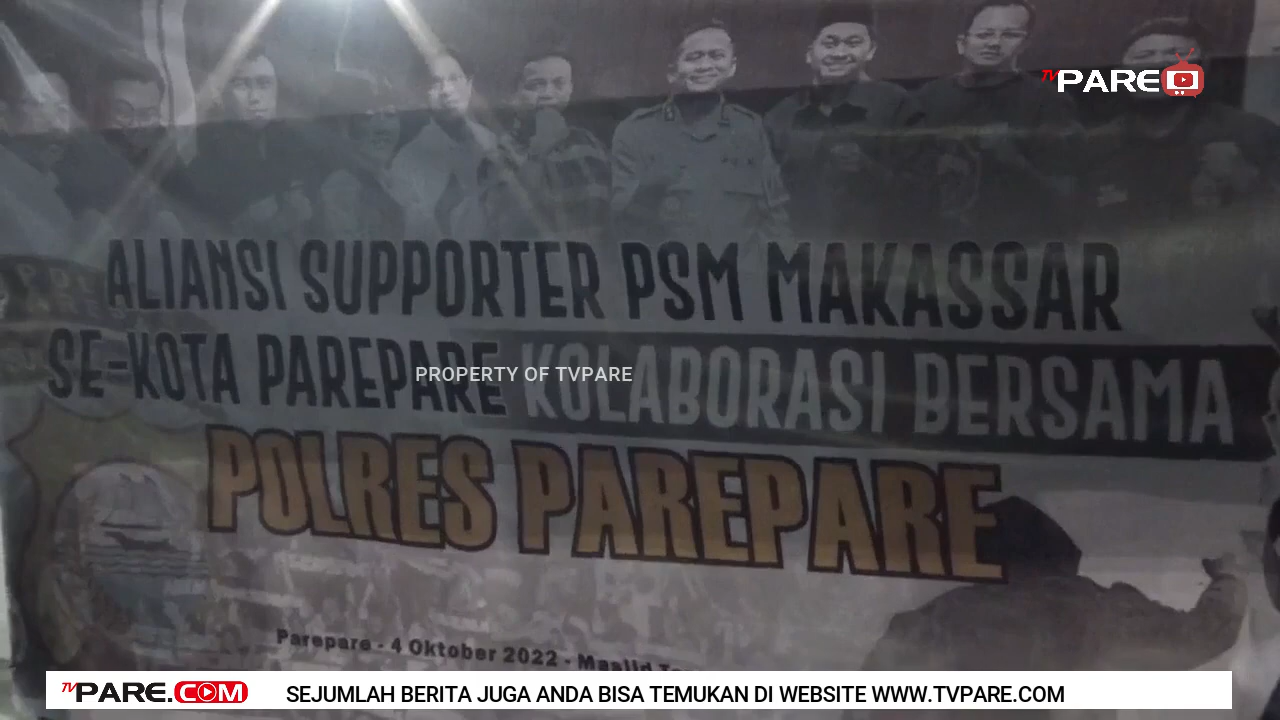 TVPARE
ALIANSI SUPPORTER PSM MAKASSAR
SE-KOTA PAREPARE KOLABORASI BERSAMA
PROPERTY OF TVPARE
POLRES PAREPARE
Parepare - 4 Oktober 2022 - Masjid
TVPARE.COM SEJUMLAH BERITA JUGA ANDA BISA TEMUKAN DI WEBSITE WWW.TVPARE.COM